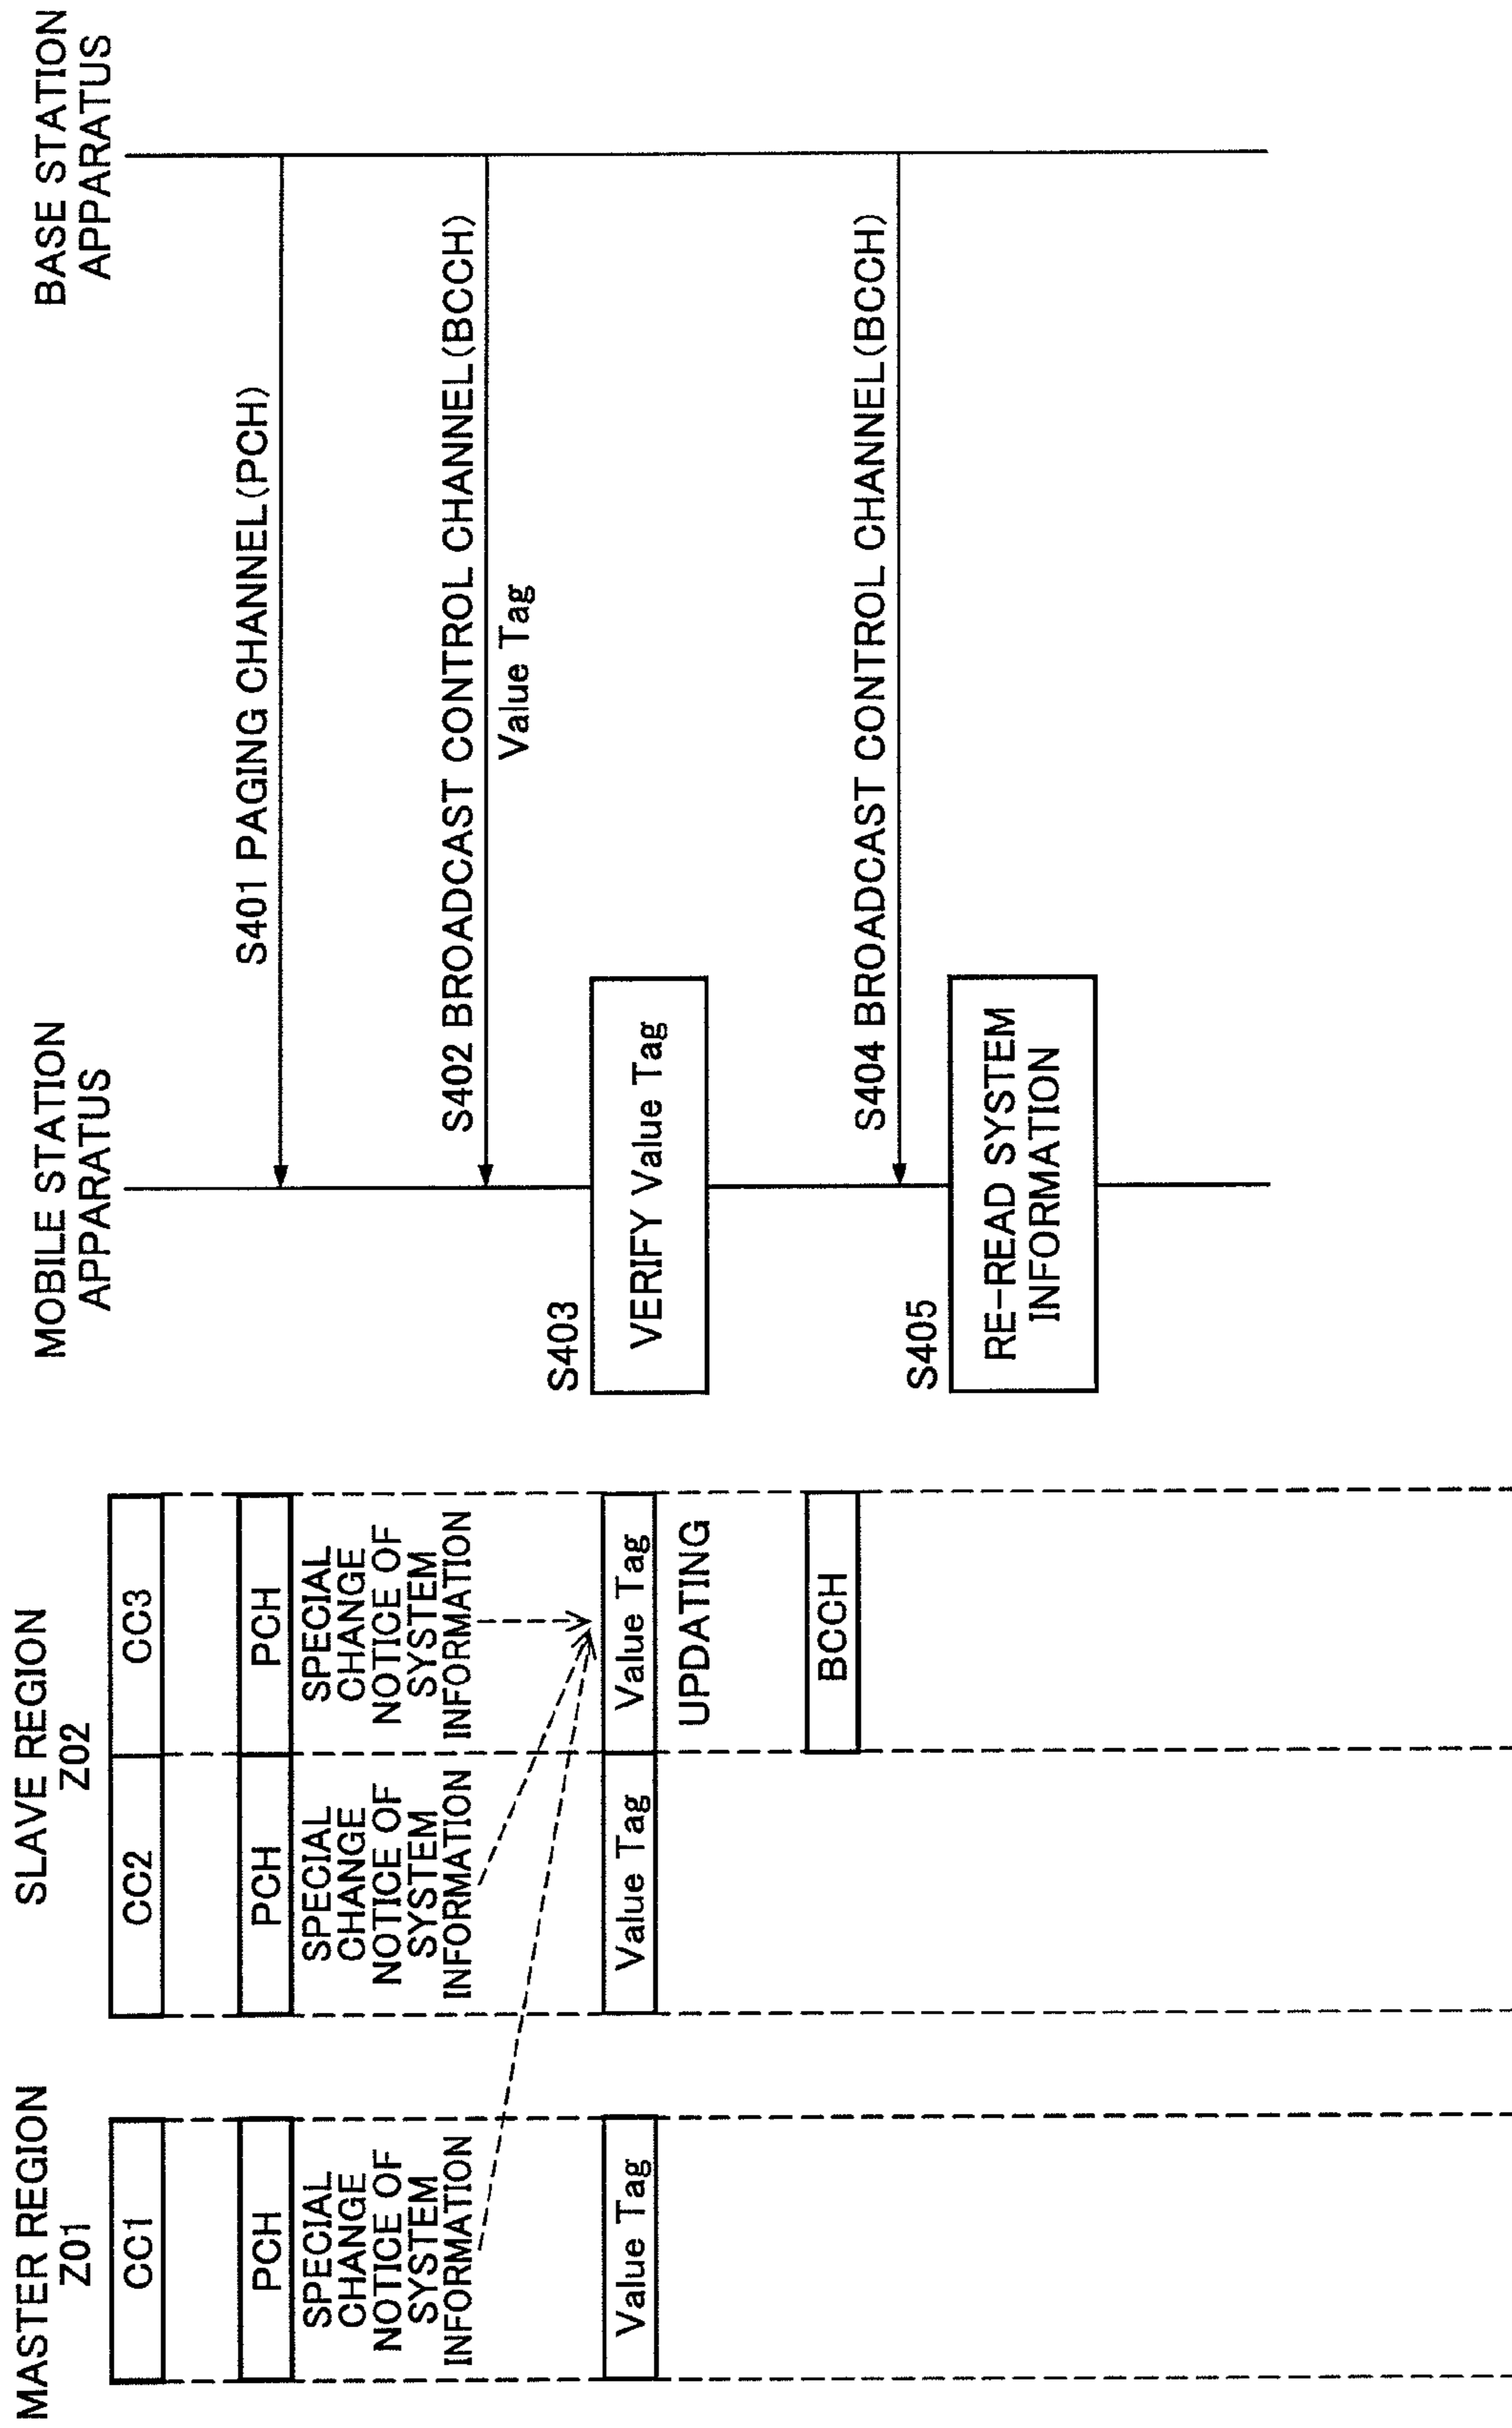 MASTER REGION
Z01
SLAVE REGION
Z02
MOBILE STATION
APPARATUS
BASE STATION
APPARATUS
CC1
CC2
CC3
PCH
PCH
PCH
SPECIAL
CHANGE
NOTICE OF
SYSTEM
INFORMATION
SPECIAL
CHANGE
NOTICE OF
SYSTEM
INFORMATION
SPECIAL
CHANGE
NOTICE OF
SYSTEM
INFORMATION
S401 PAGING CHANNEL(PCH)
S402 BROADCAST CONTROL CHANNEL(BCCH)
Value Tag
S403
Value Tag
Value Tag
Value Tag
VERIFY Value Tag
UPDATING
BCCH
S404 BROADCAST CONTROL CHANNEL(BCCH)
S405
RE-READ SYSTEM
INFORMATION